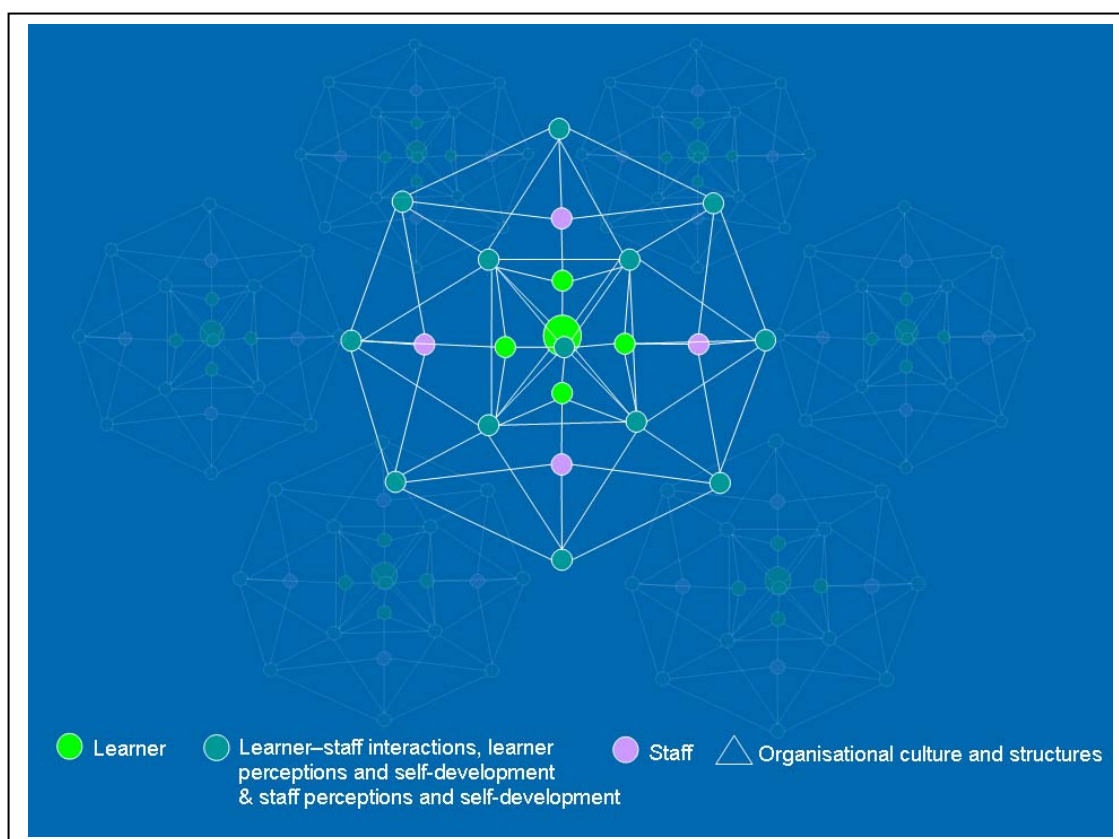 Learner
Learner–staff interactions, learner
perceptions and self-development
& staff perceptions and self-development
Staff
Organisational culture and structures